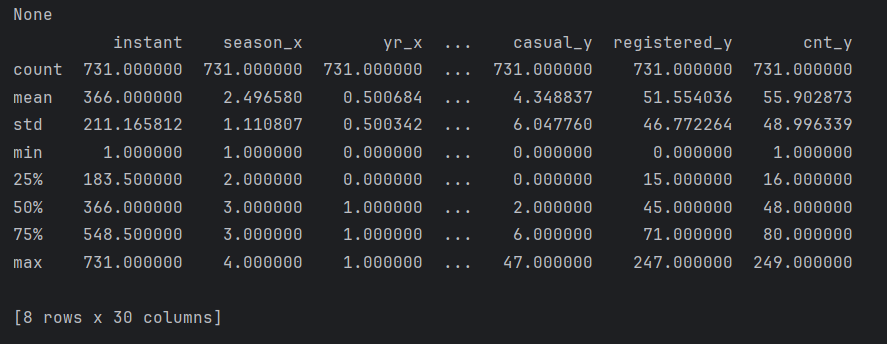 None
instant season_x yr_x ... casual_y registered_y cnt_y
count 731.000000 731.000000 731.000000 ... 731.000000 731.000000 731.000000
mean 366.000000 2.496580 0.500684 ... 4.348837 51.554036 55.902873
std 211.165812 1.110807 0.500342 ... 6.047760 46.772264 48.996339
min 1.000000 1.000000 0.000000 ... 0.000000 0.000000 1.000000
25% 183.500000 2.000000 0.000000 ... 0.000000 15.000000 16.000000
50% 366.000000 3.000000 1.000000 ... 2.000000 45.000000 48.000000
75% 548.500000 3.000000 1.000000 ... 6.000000 71.000000 80.000000
max 731.000000 4.000000 1.000000 ... 47.000000 247.000000 249.000000
[8 rows x 30 columns]